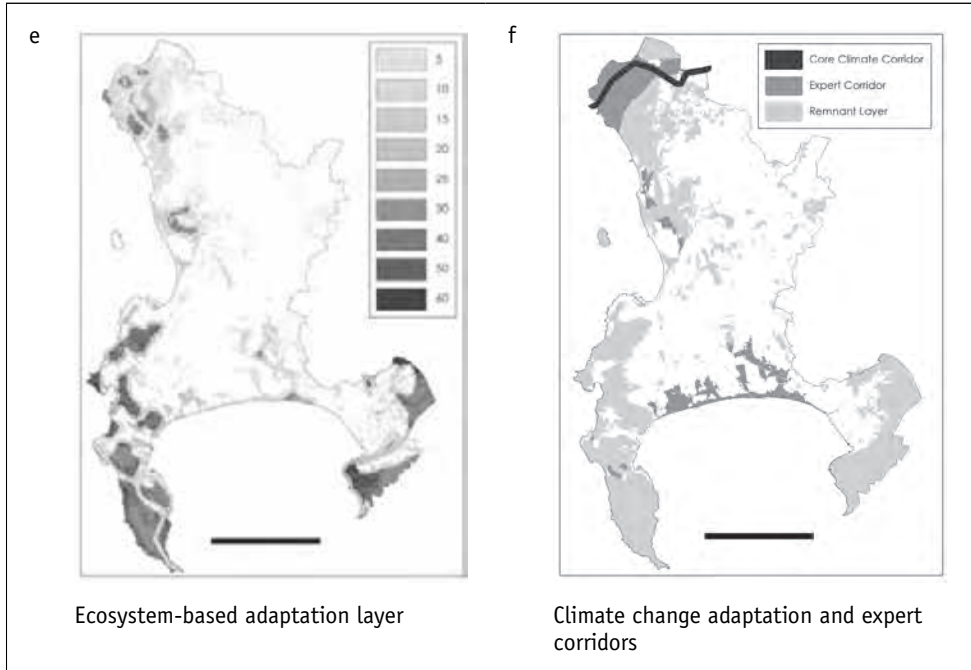 e
5
10
15
20
25
30
40
50
60
Ecosystem-based adaptation layer
f
Core Climate Corridor
Expert Corridor
Remnant Layer
Climate change adaptation and expert
corridors